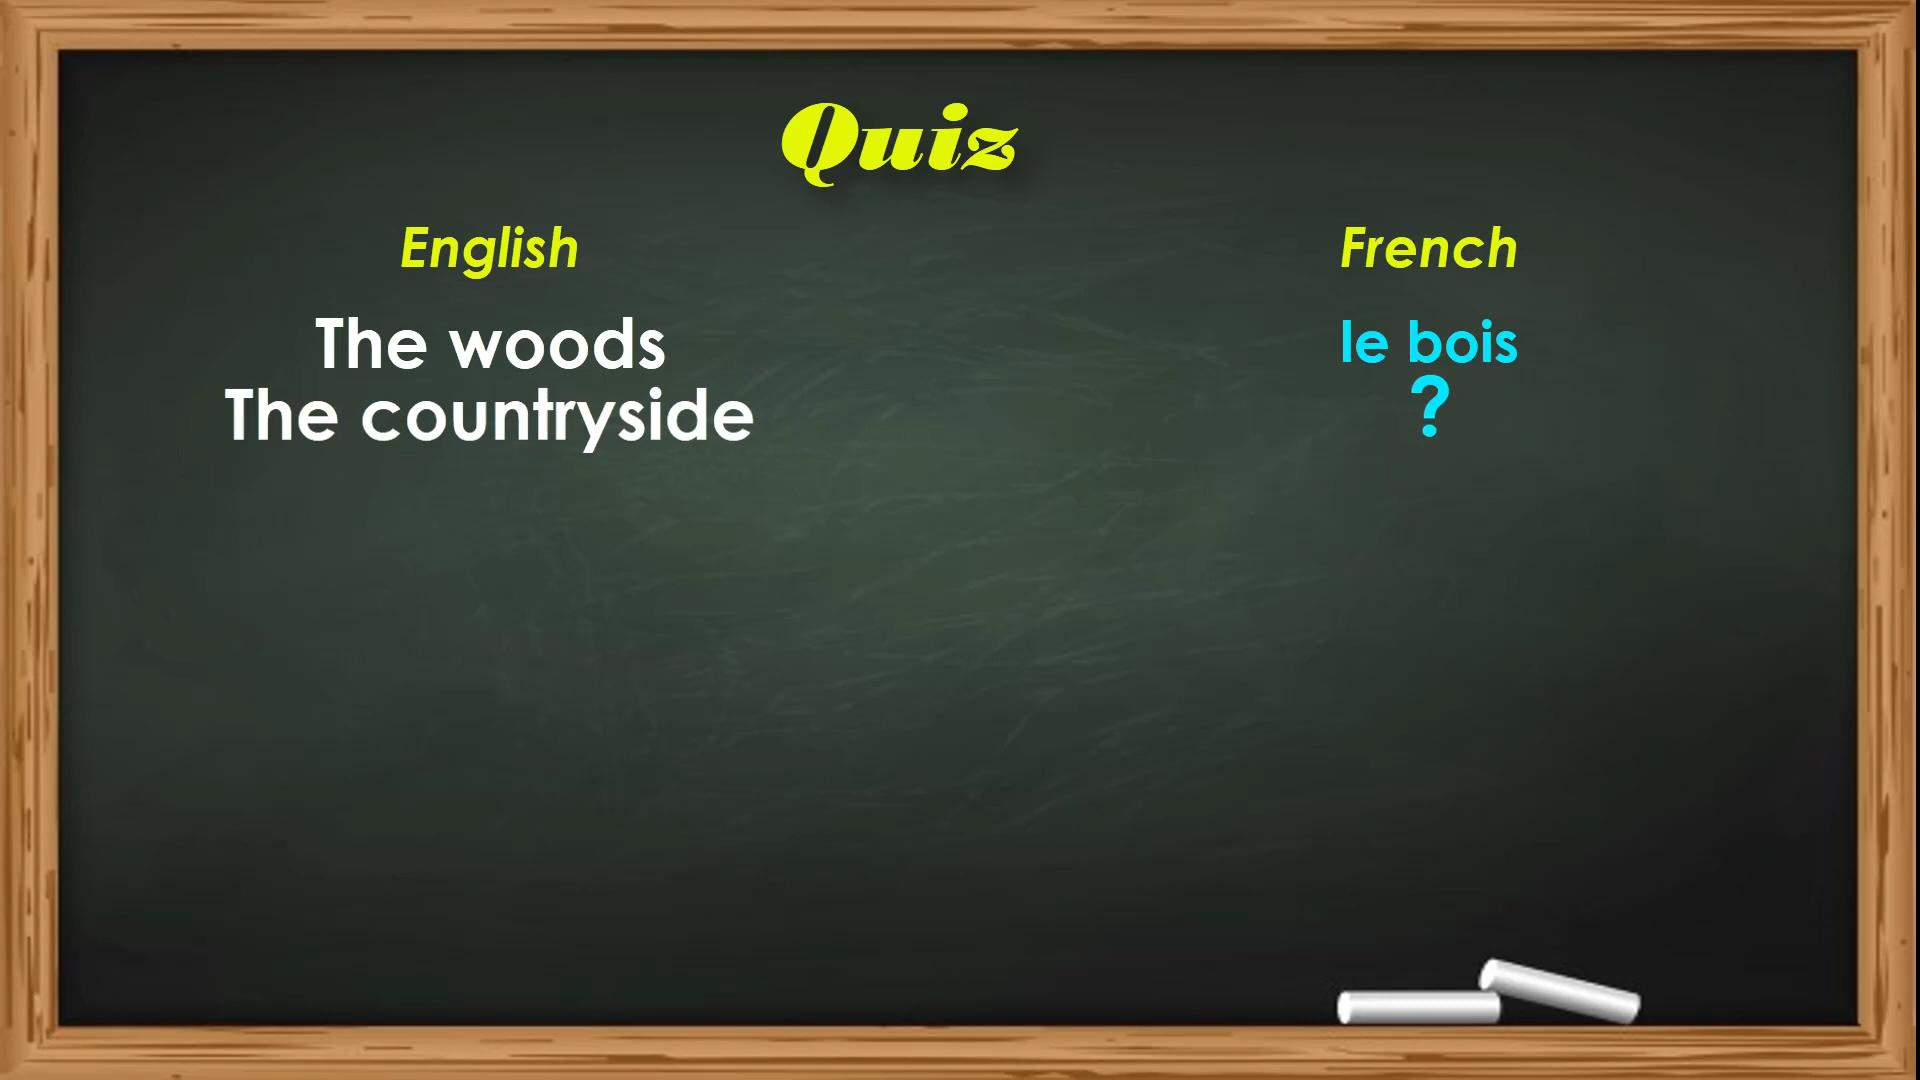 Quiz
English French
The woods le bois
The countryside ?